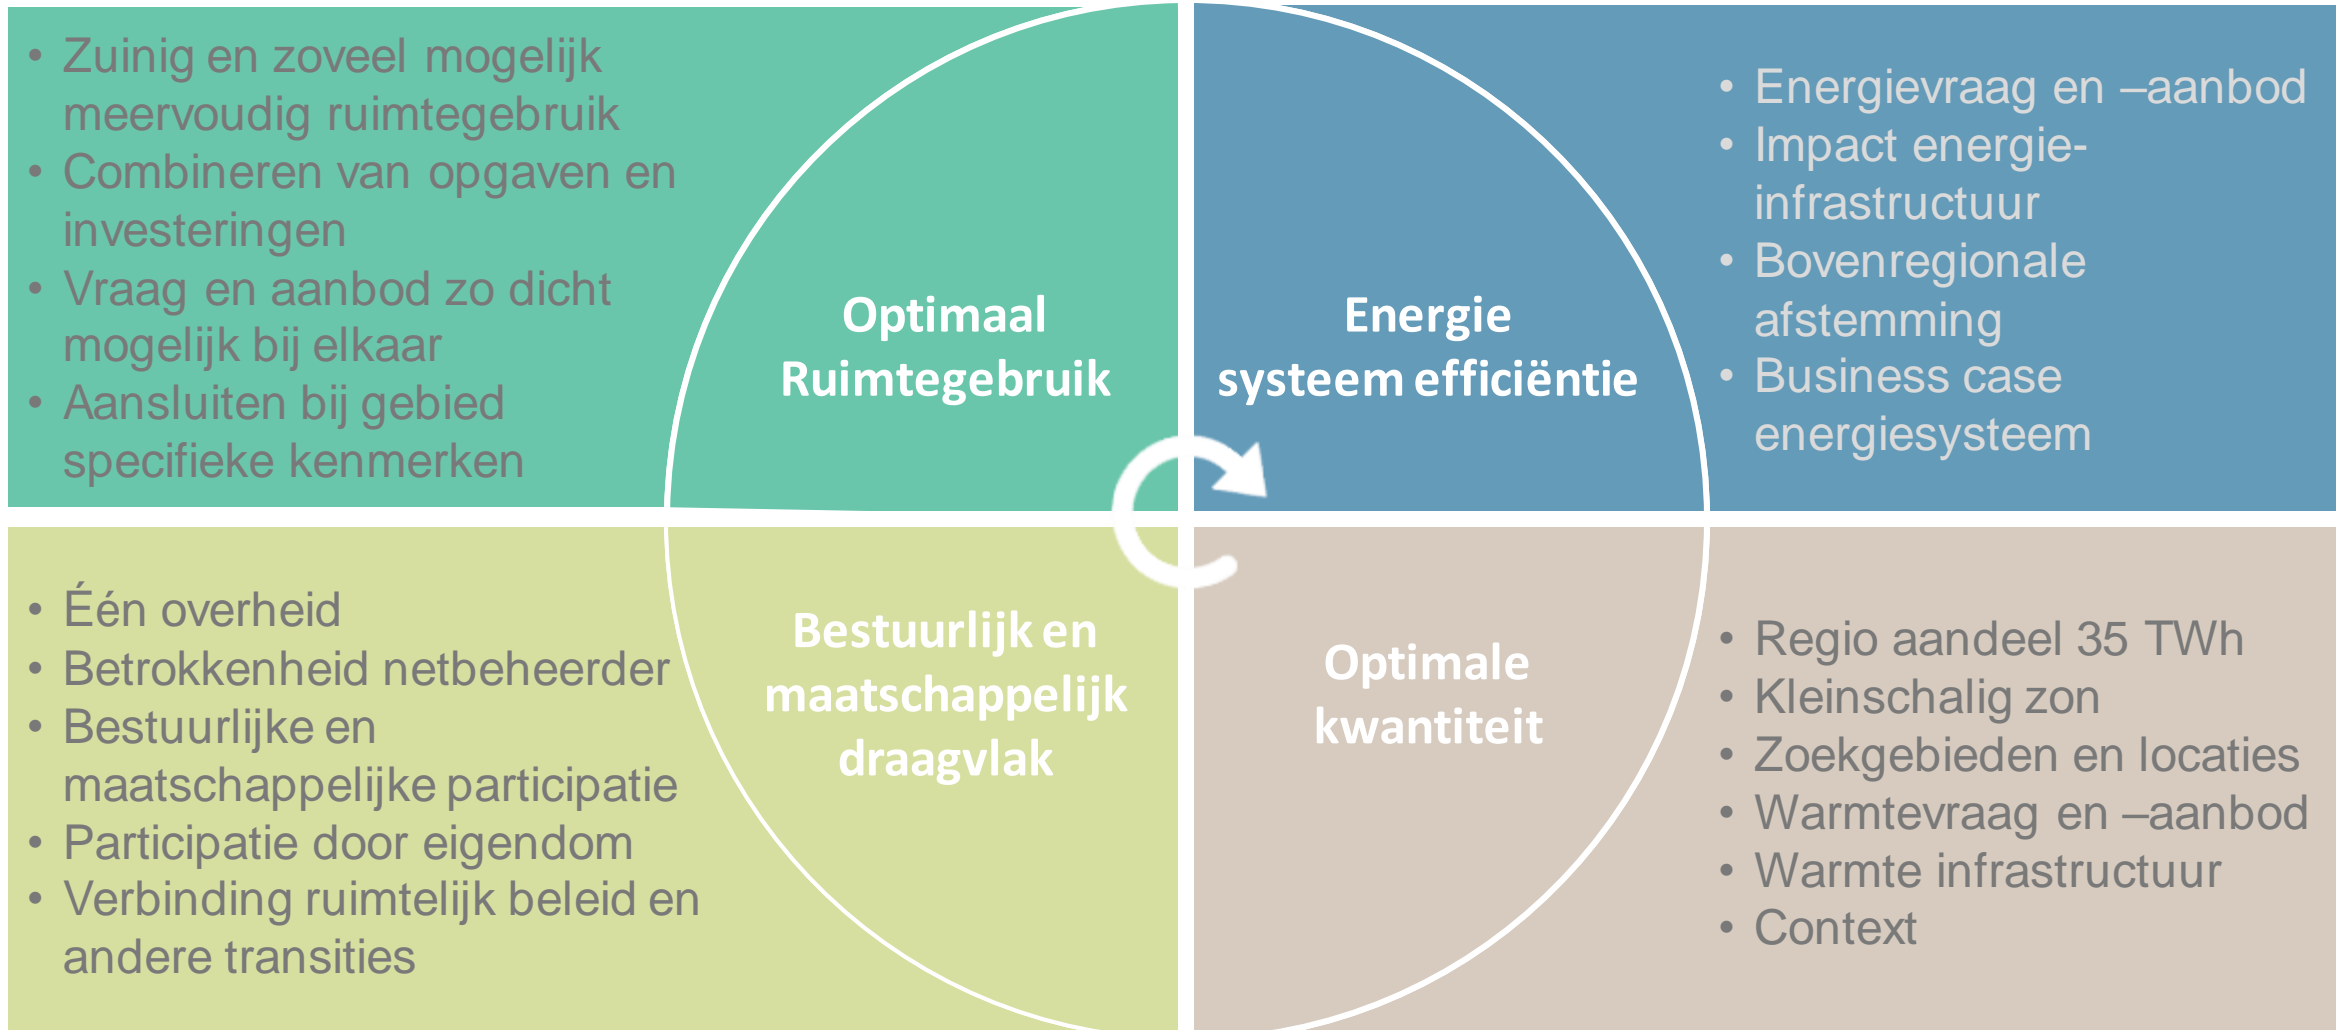 • Zuinig en zoveel mogelijk
meervoudig ruimtegebruik
• Combineren van opgaven en
investeringen
• Vraag en aanbod zo dicht
mogelijk bij elkaar
• Aansluiten bij gebied
specifieke kenmerken
Optimaal
Ruimtegebruik
Energie
systeem efficiëntie
• Energievraag en –aanbod
• Impact energie-
infrastructuur
• Bovenregionale
afstemming
• Business case
energiesysteem
• Één overheid
• Betrokkenheid netbeheerder
• Bestuurlijke en
maatschappelijke participatie
• Participatie door eigendom
• Verbinding ruimtelijk beleid en
andere transities
Bestuurlijk en
maatschappelijk
draagvlak
Optimale
kwantiteit
• Regio aandeel 35 TWh
• Kleinschalig zon
• Zoekgebieden en locaties
• Warmtevraag en –aanbod
• Warmte infrastructuur
• Context